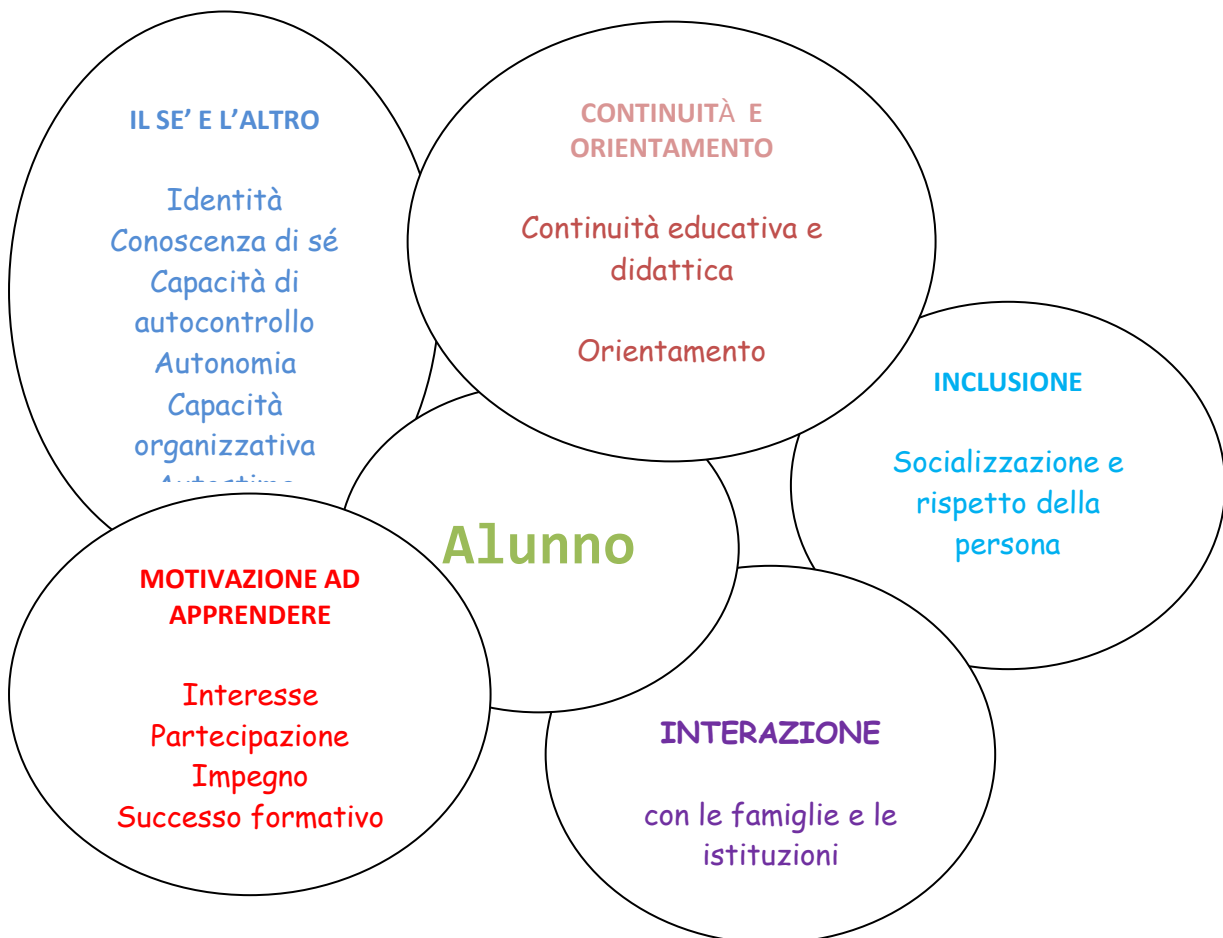 IL SE’ E L’ALTRO
Identità
Conoscenza di sé
Capacità di
autocontrollo
Autonomia
Capacità
organizzativa
CONTINUITÀ E
ORIENTAMENTO
Continuità educativa e
didattica
Orientamento
INCLUSIONE
Socializzazione e
rispetto della
persona
Alunno
MOTIVAZIONE AD
APPRENDERE
Interesse
Partecipazione
Impegno
Successo formativo
INTERAZIONE
con le famiglie e le
istituzioni